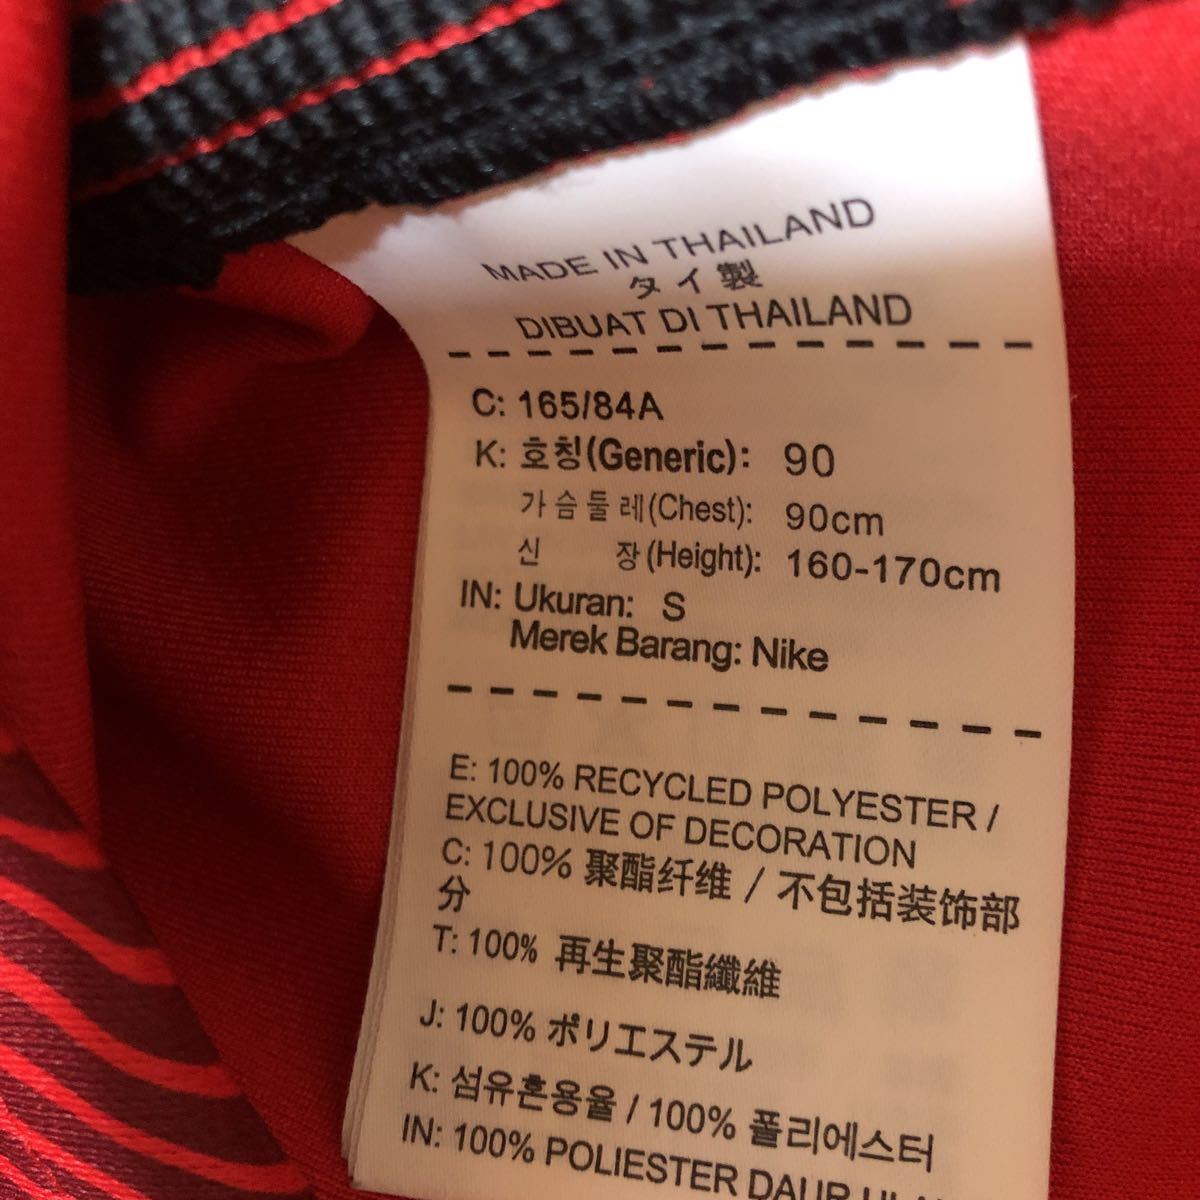 MADE IN THAILAND
タイ製
DIBUAT DI THAILAND
C: 165/84A
K: 호칭(Generic): 90
가슴둘레(Chest): 90cm
신 장(Height): 160-170cm
IN: Ukuran: S
Merek Barang: Nike
E: 100% RECYCLED POLYESTER /
EXCLUSIVE OF DECORATION
C: 100% 聚酯纤维 / 不包括装饰部
分
T: 100% 再生聚酯纖維
J: 100% ポリエステル
K: 섬유혼용율 / 100% 폴리에스터
IN: 100% POLIESTER DAUR